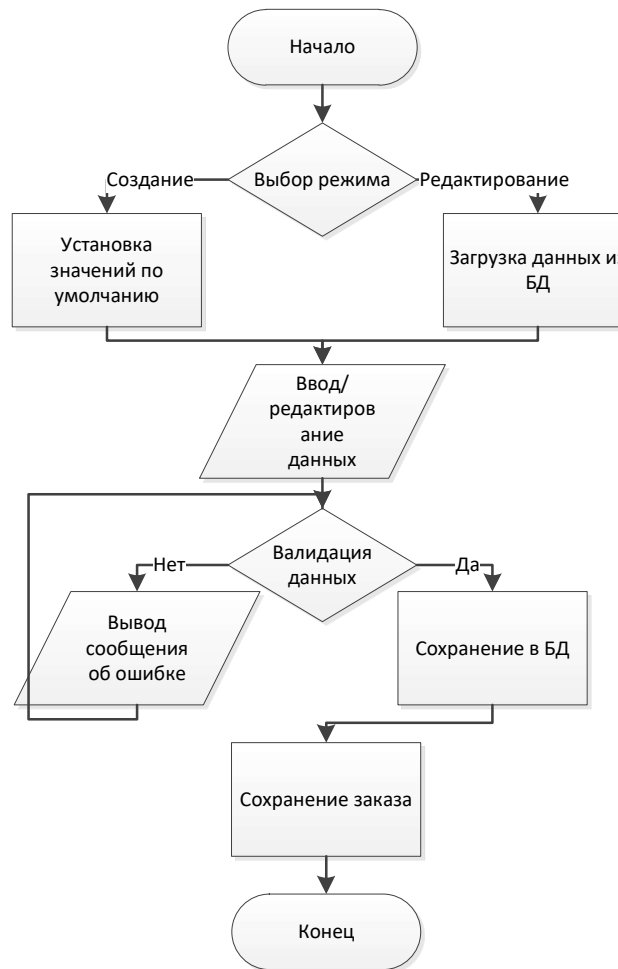 Начало
Создание
Выбор режима
Редактирование
Установка
значений по
умолчанию
Загрузка данных из
БД
Ввод/
редактиров
ание
данных
Валидация
данных
Нет
Да
Вывод
сообщения
об ошибке
Сохранение в БД
Сохранение заказа
Конец